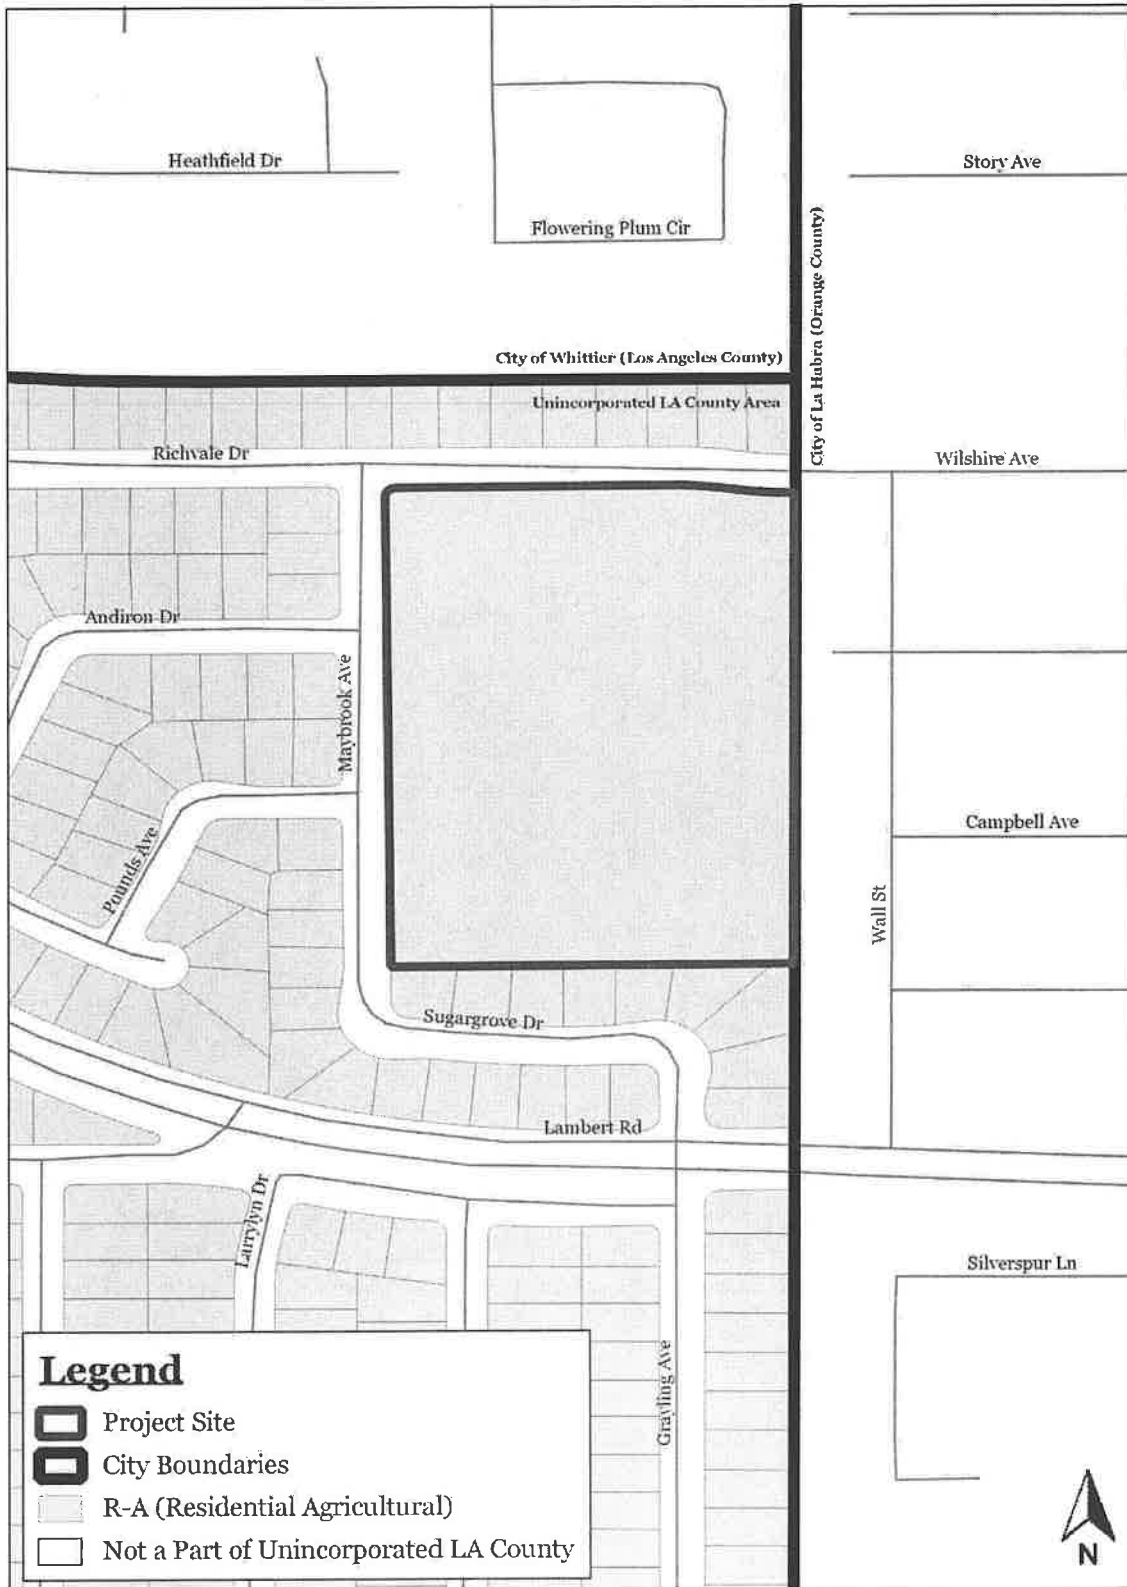 Heathfield Dr
Story Ave
Flowering Plum Cir
City of La Habra (Orange County)
City of Whittier (Los Angeles County)
Unincorporated LA County Area
Richvale Dr
Wilshire Ave
Andiron Dr
Maybrook Ave
Campbell Ave
Pounds Ave
Wall St
Sugargrove Dr
Lambert Rd
Larrylyn Dr
Silverspur Ln
Grayling Ave
Legend
Project Site
City Boundaries
R-A (Residential Agricultural)
Not a Part of Unincorporated LA County
N